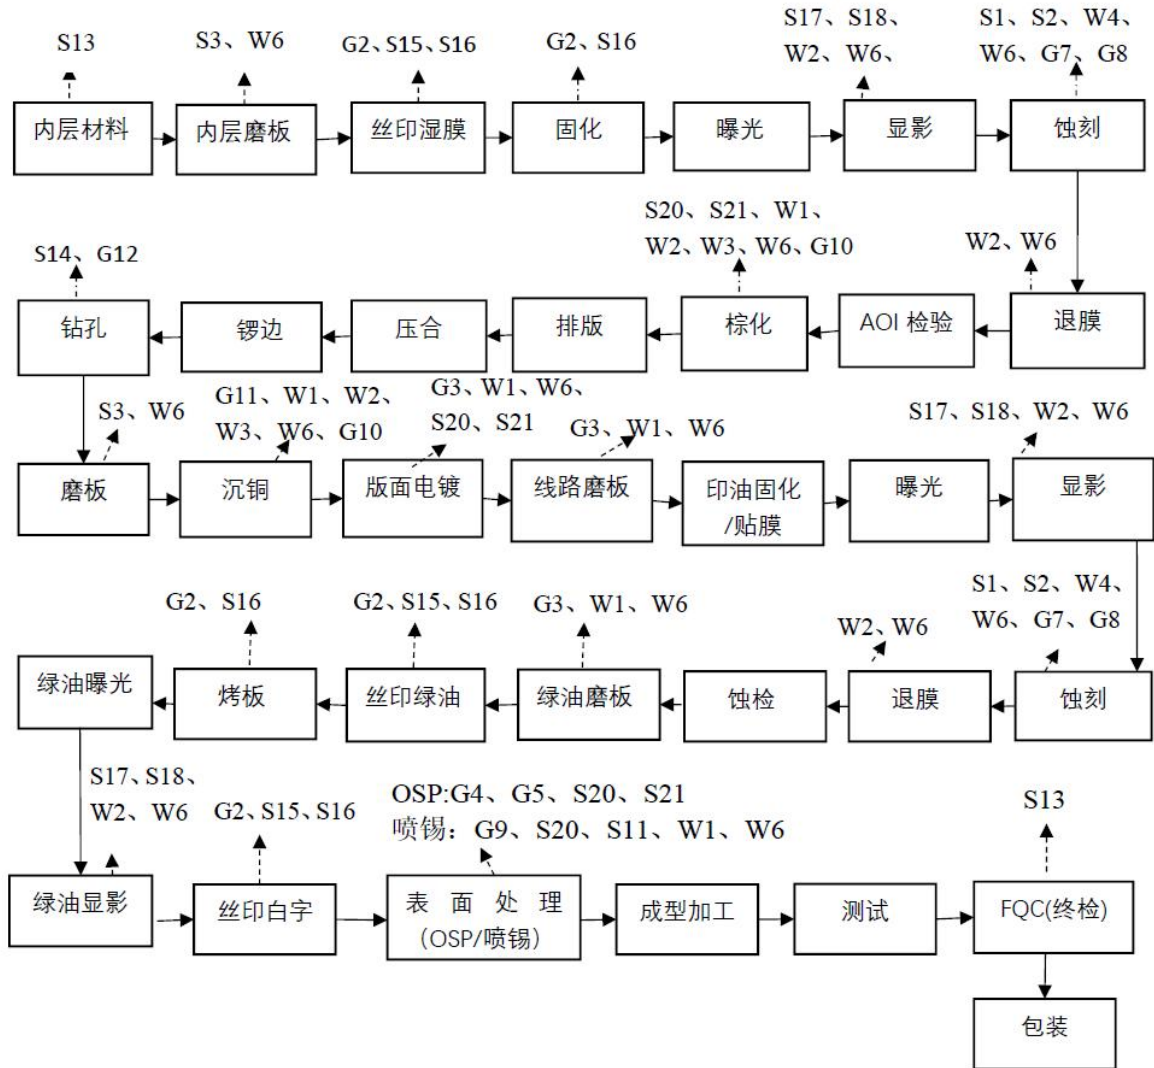 S13
S3、W6
G2、S15、S16
G2、S16
S17、S18、
W2、W6、
S1、S2、W4、
W6、G7、G8
内层材料
内层磨板
丝印湿膜
固化
曝光
显影
蚀刻
S14、G12
S20、S21、W1、
W2、W3、W6、G10
W2、W6
钻孔
锣边
压合
排版
棕化
AOI 检验
退膜
S3、W6
G11、W1、W2、
W3、W6、G10
G3、W1、W6、
S20、S21
G3、W1、W6
S17、S18、W2、W6
磨板
沉铜
版面电镀
线路磨板
印油固化
/贴膜
曝光
显影
G2、S16
G2、S15、S16
G3、W1、W6
W2、W6
S1、S2、W4、
W6、G7、G8
绿油曝光
烤板
丝印绿油
绿油磨板
蚀检
退膜
蚀刻
S17、S18、
W2、W6
G2、S15、S16
OSP:G4、G5、S20、S21
喷锡：G9、S20、S11、W1、W6
S13
绿油显影
丝印白字
表面处理
（OSP/喷锡）
成型加工
测试
FQC(终检)
包装